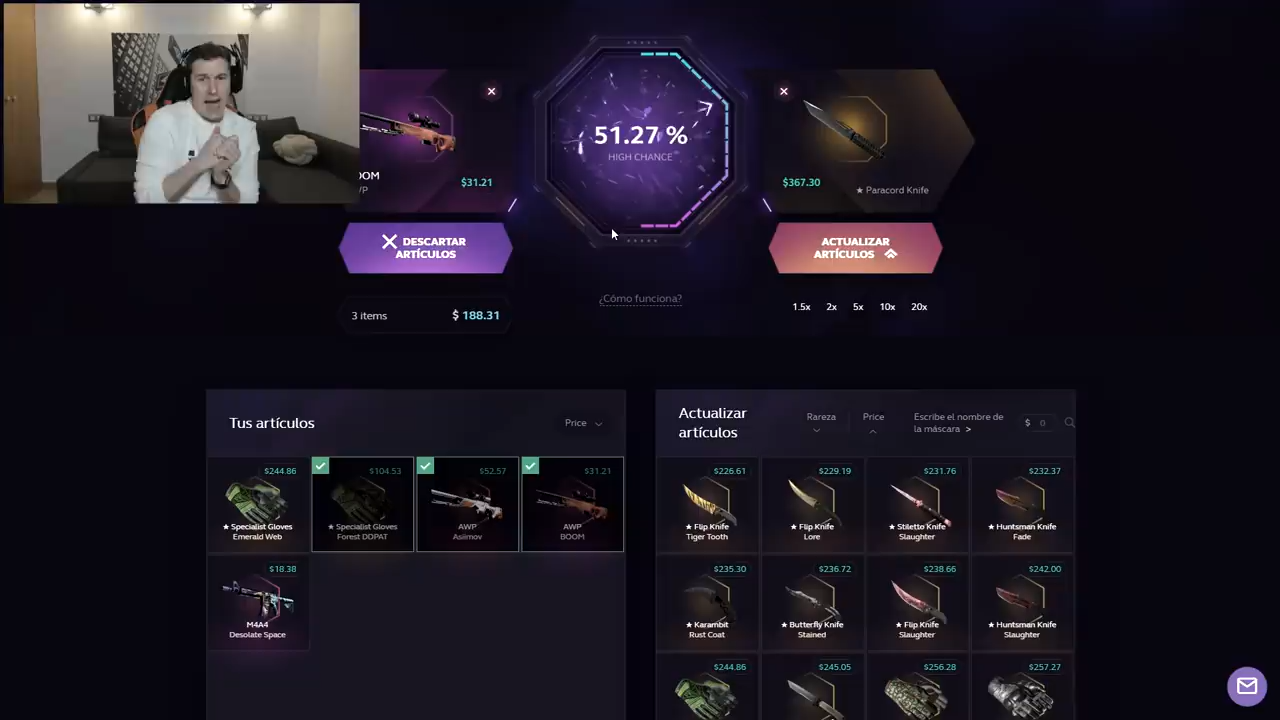 OOM
VP
$31.21
51.27 %
HIGH CHANCE
$367.30
★ Paracord Knife
DESCARTAR
ARTÍCULOS
ACTUALIZAR
ARTÍCULOS
3 items
$ 188.31
¿Cómo funciona?
1.5x 2x 5x 10x 20x
Tus artículos
Price
Actualizar
artículos
Rareza
Price
Escribe el nombre de
la máscara >
$ 0
$244.86
★ Specialist Gloves
Emerald Web
$104.53
★ Specialist Gloves
Forest DDPAT
$52.57
AWP
Asiimov
$31.21
AWP
BOOM
$18.38
M4A4
Desolate Space
$226.61
★ Flip Knife
Tiger Tooth
$229.19
★ Flip Knife
Lore
$231.76
★ Stiletto Knife
Slaughter
$232.37
★ Huntsman Knife
Fade
$235.30
★ Karambit
Rust Coat
$236.72
★ Butterfly Knife
Stained
$238.66
★ Flip Knife
Slaughter
$242.00
★ Huntsman Knife
Slaughter
$244.86
$245.05
$256.28
$257.27